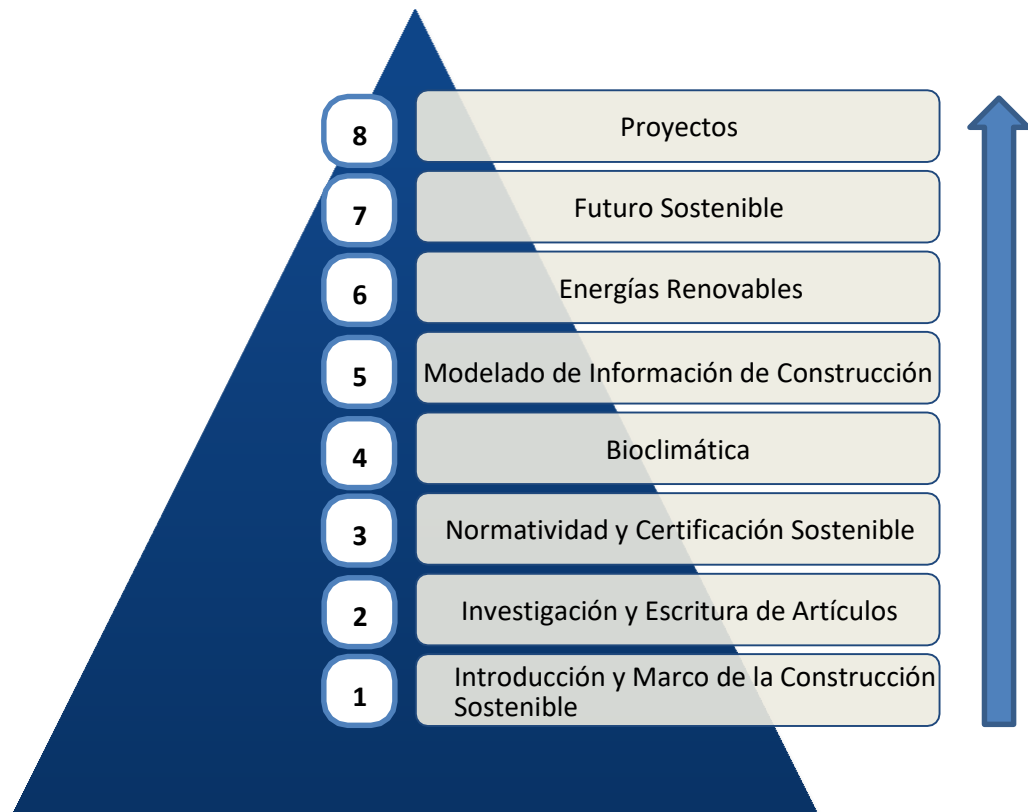 8 Proyectos
7 Futuro Sostenible
6 Energías Renovables
5 Modelado de Información de Construcción
4 Bioclimática
3 Normatividad y Certificación Sostenible
2 Investigación y Escritura de Artículos
1 Introducción y Marco de la Construcción
Sostenible